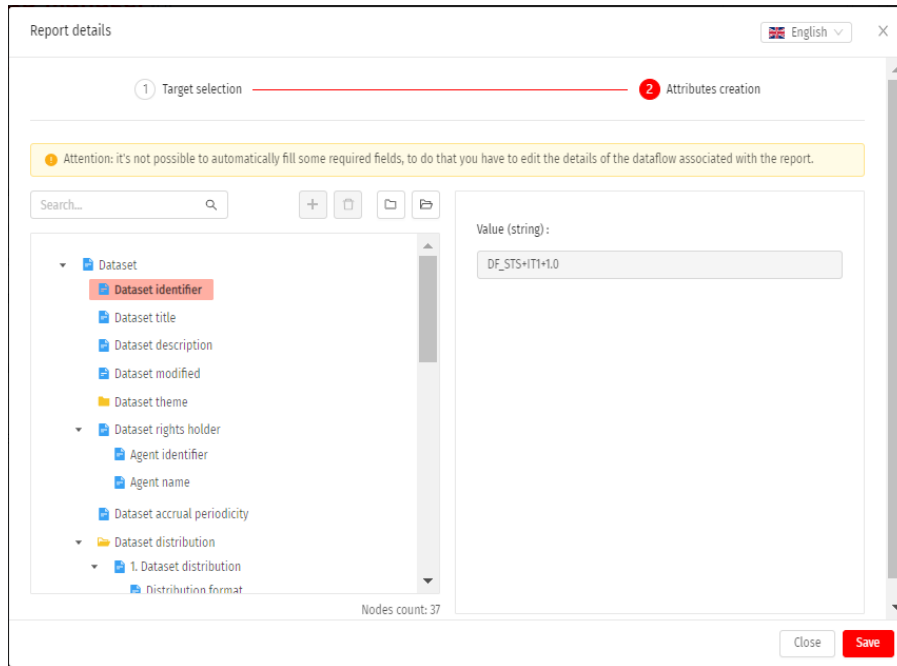 Report details
English
1 Target selection
2 Attributes creation
Attention: it's not possible to automatically fill some required fields, to do that you have to edit the details of the dataflow associated with the report.
Search...
Value (string) :
DF_STS+IT1+1.0
Dataset
Dataset identifier
Dataset title
Dataset description
Dataset modified
Dataset theme
Dataset rights holder
Agent identifier
Agent name
Dataset accrual periodicity
Dataset distribution
1. Dataset distribution
Distribution format
Nodes count: 37
Close
Save